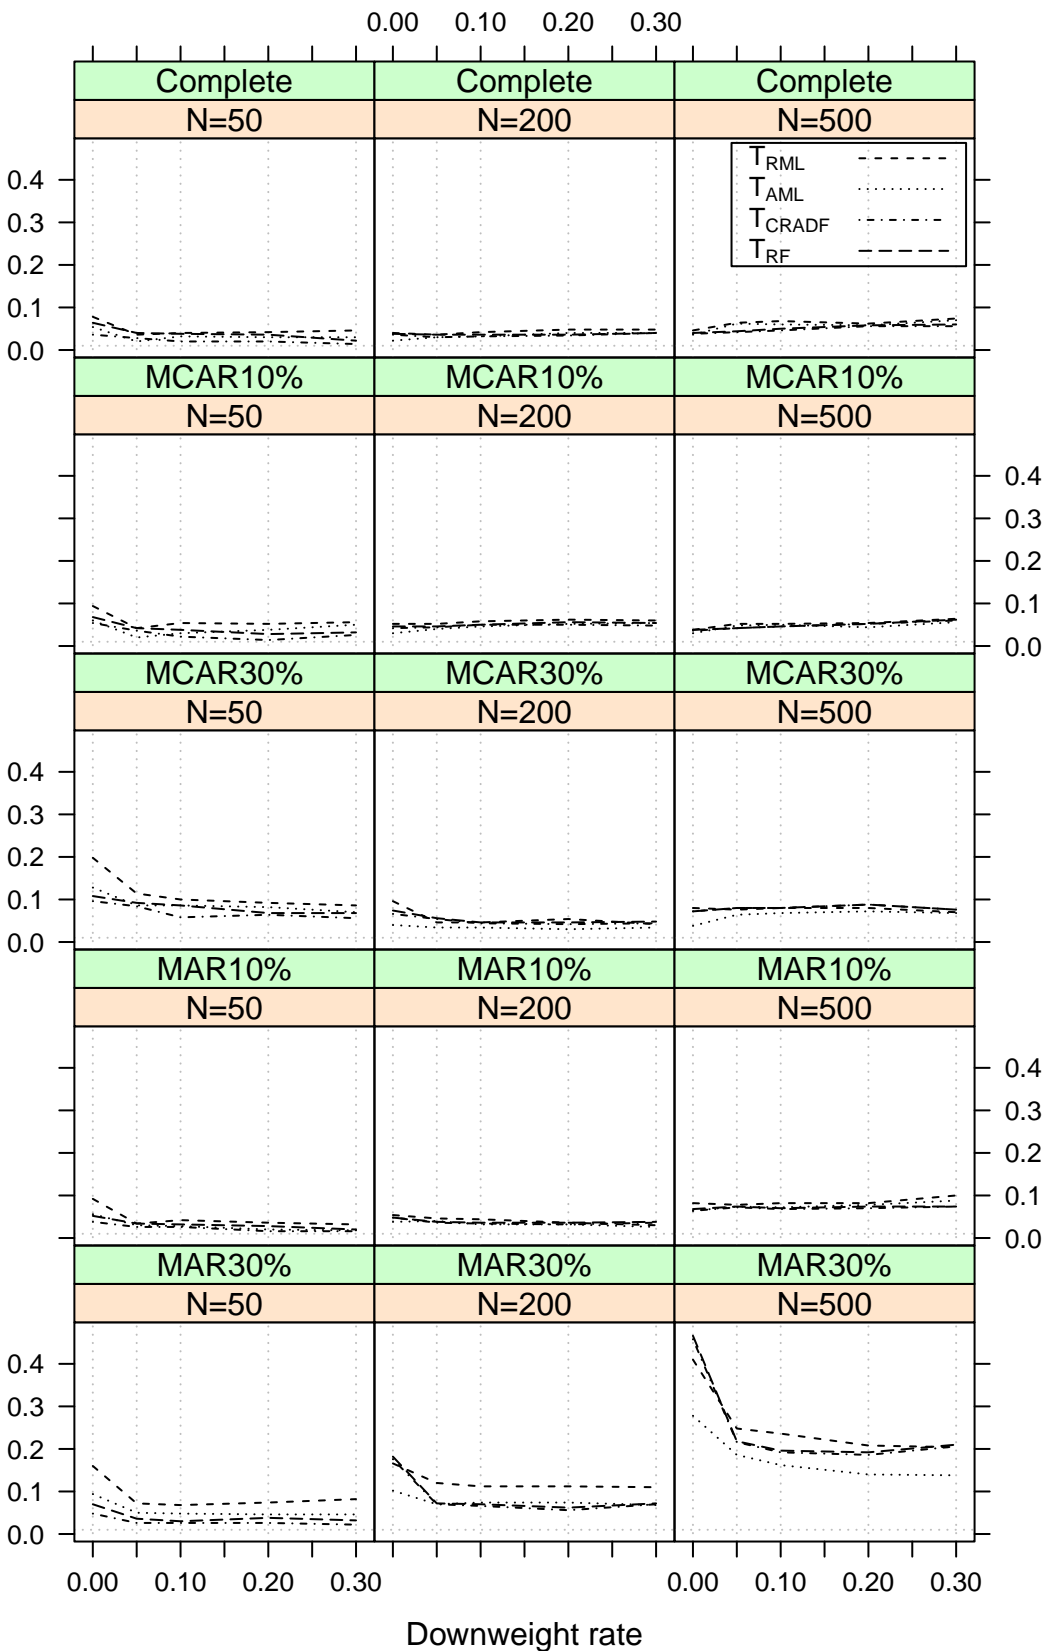 0.00 0.10 0.20 0.30
Complete Complete Complete
N=50 N=200 N=500
T_RML
T_AML
T_CRADF
T_RF
0.4
0.3
0.2
0.1
0.0
MCAR10% MCAR10% MCAR10%
N=50 N=200 N=500
0.4
0.3
0.2
0.1
0.0
MCAR30% MCAR30% MCAR30%
N=50 N=200 N=500
0.4
0.3
0.2
0.1
0.0
MAR10% MAR10% MAR10%
N=50 N=200 N=500
0.4
0.3
0.2
0.1
0.0
MAR30% MAR30% MAR30%
N=50 N=200 N=500
0.4
0.3
0.2
0.1
0.0
0.00 0.10 0.20 0.30 0.00 0.10 0.20 0.30
Downweight rate